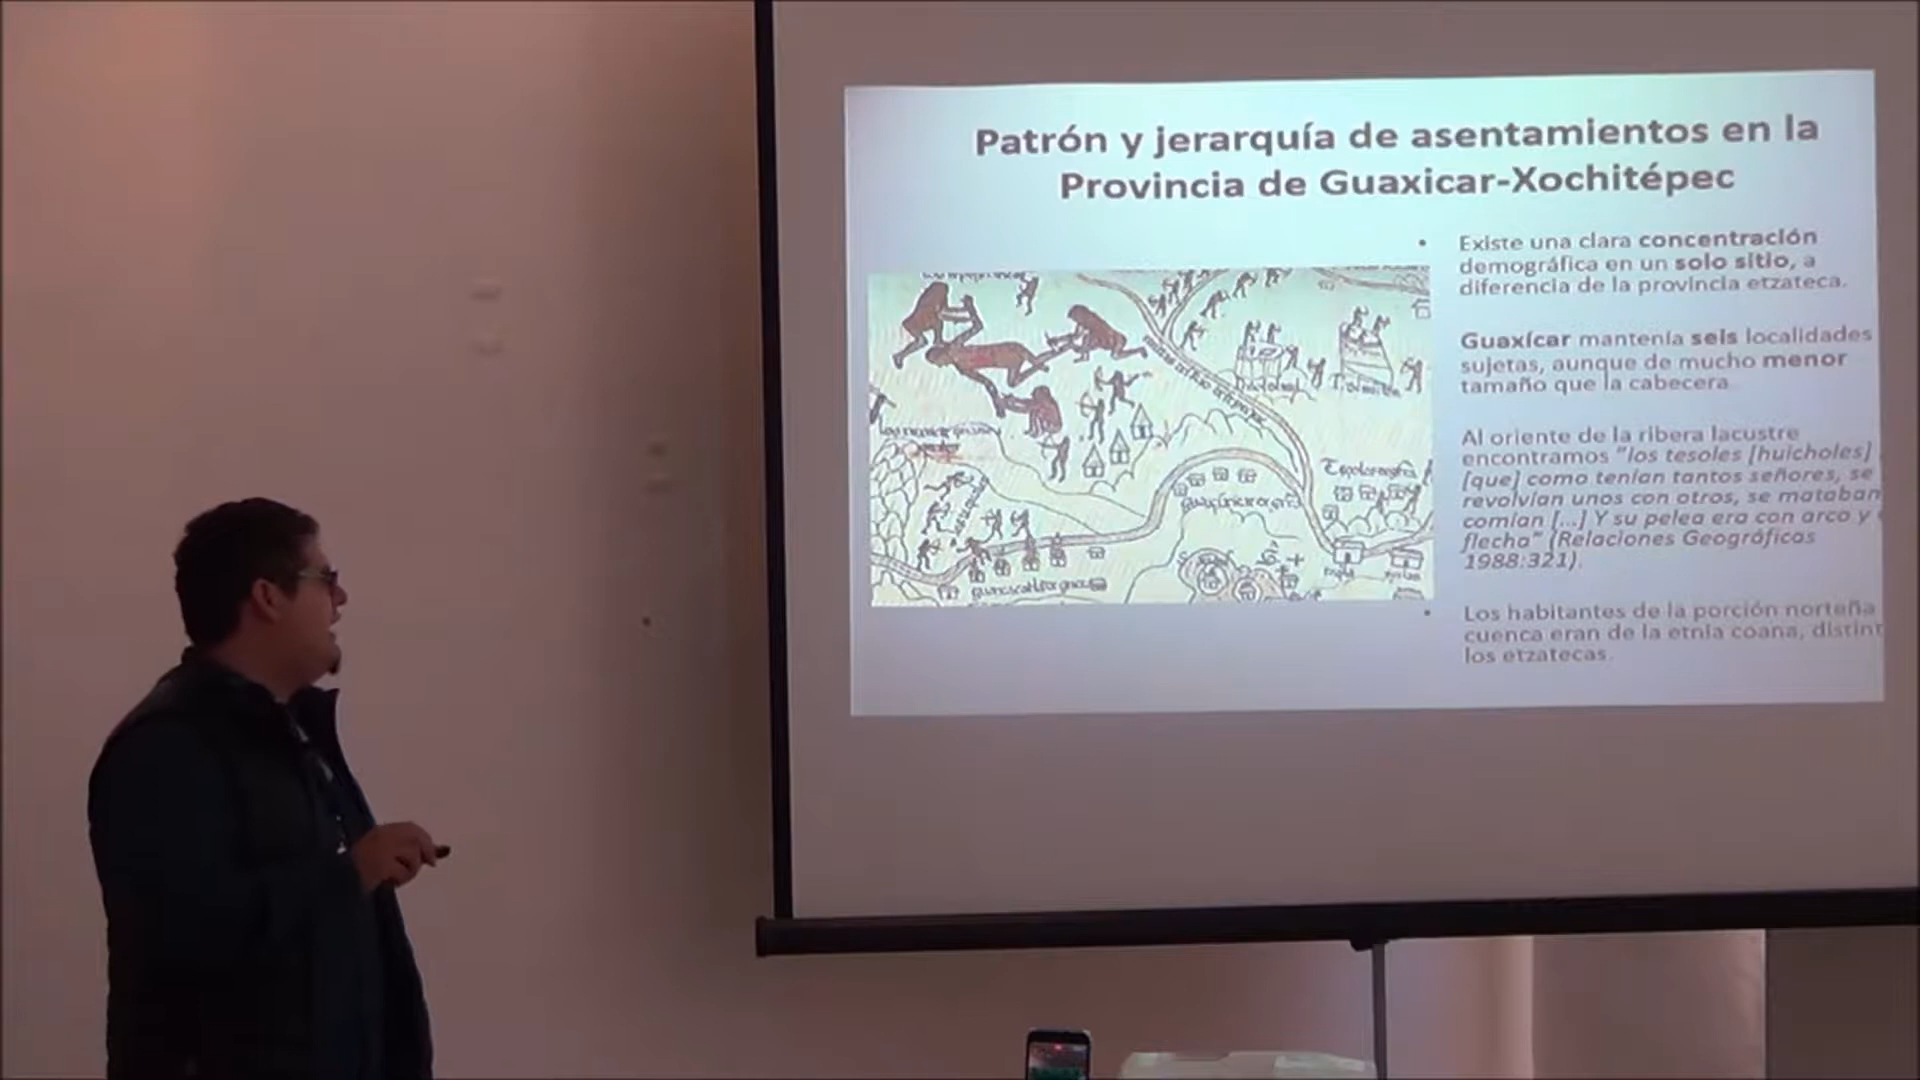 Patrón y jerarquía de asentamientos en la
Provincia de Guaxicar-Xochitépec
• Existe una clara concentración
demográfica en un solo sitio, a
diferencia de la provincia etzateca.
Guaxícar mantenía seis localidades
sujetas, aunque de mucho menor
tamaño que la cabecera
Al oriente de la ribera lacustre
encontramos "los tesoles [huicholes]
[que] como tenían tantos señores, se
revolvían unos con otros, se mataban
comían [...] Y su pelea era con arco y
flecha" (Relaciones Geográficas
1988:321).
• Los habitantes de la porción norteña
cuenca eran de la etnia coana, distint
los etzatecas.